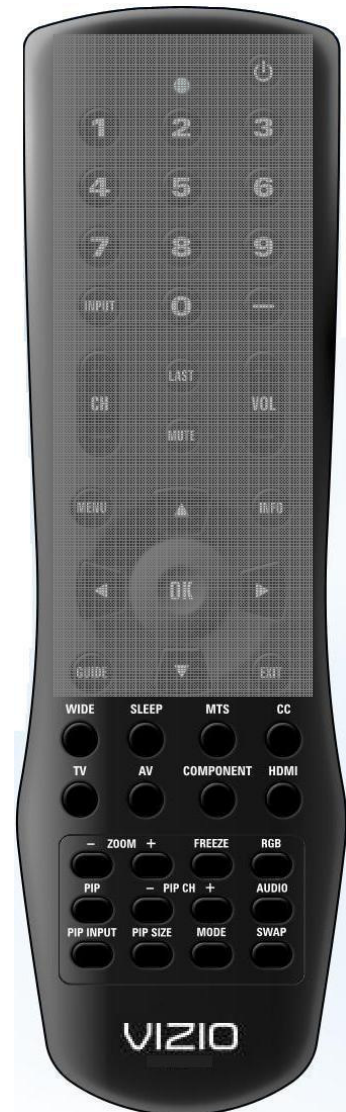 1 2 3
4 5 6
7 8 9
INPUT 0 —
LAST
CH VOL
MUTE
MENU INFO
OK
GUIDE EXIT
WIDE SLEEP MTS CC
TV AV COMPONENT HDMI
− ZOOM + FREEZE RGB
PIP − PIP CH + AUDIO
PIP INPUT PIP SIZE MODE SWAP
VIZIO